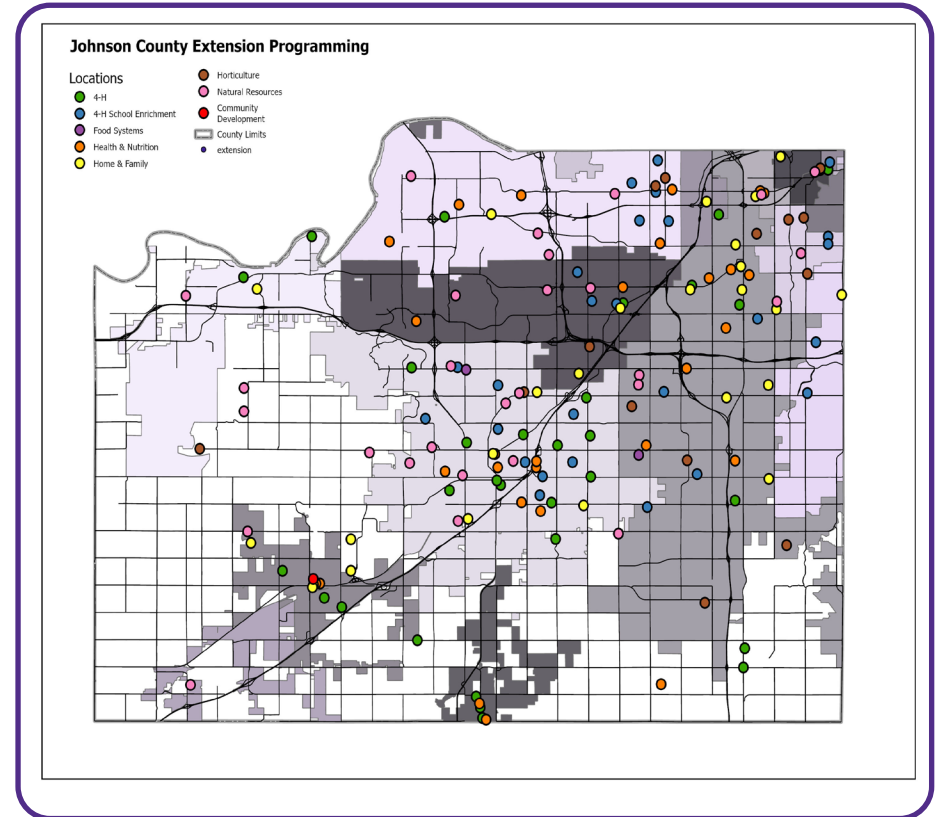 Johnson County Extension Programming
Locations
4-H
4-H School Enrichment
Food Systems
Health & Nutrition
Home & Family
Horticulture
Natural Resources
Community
Development
County Limits
extension